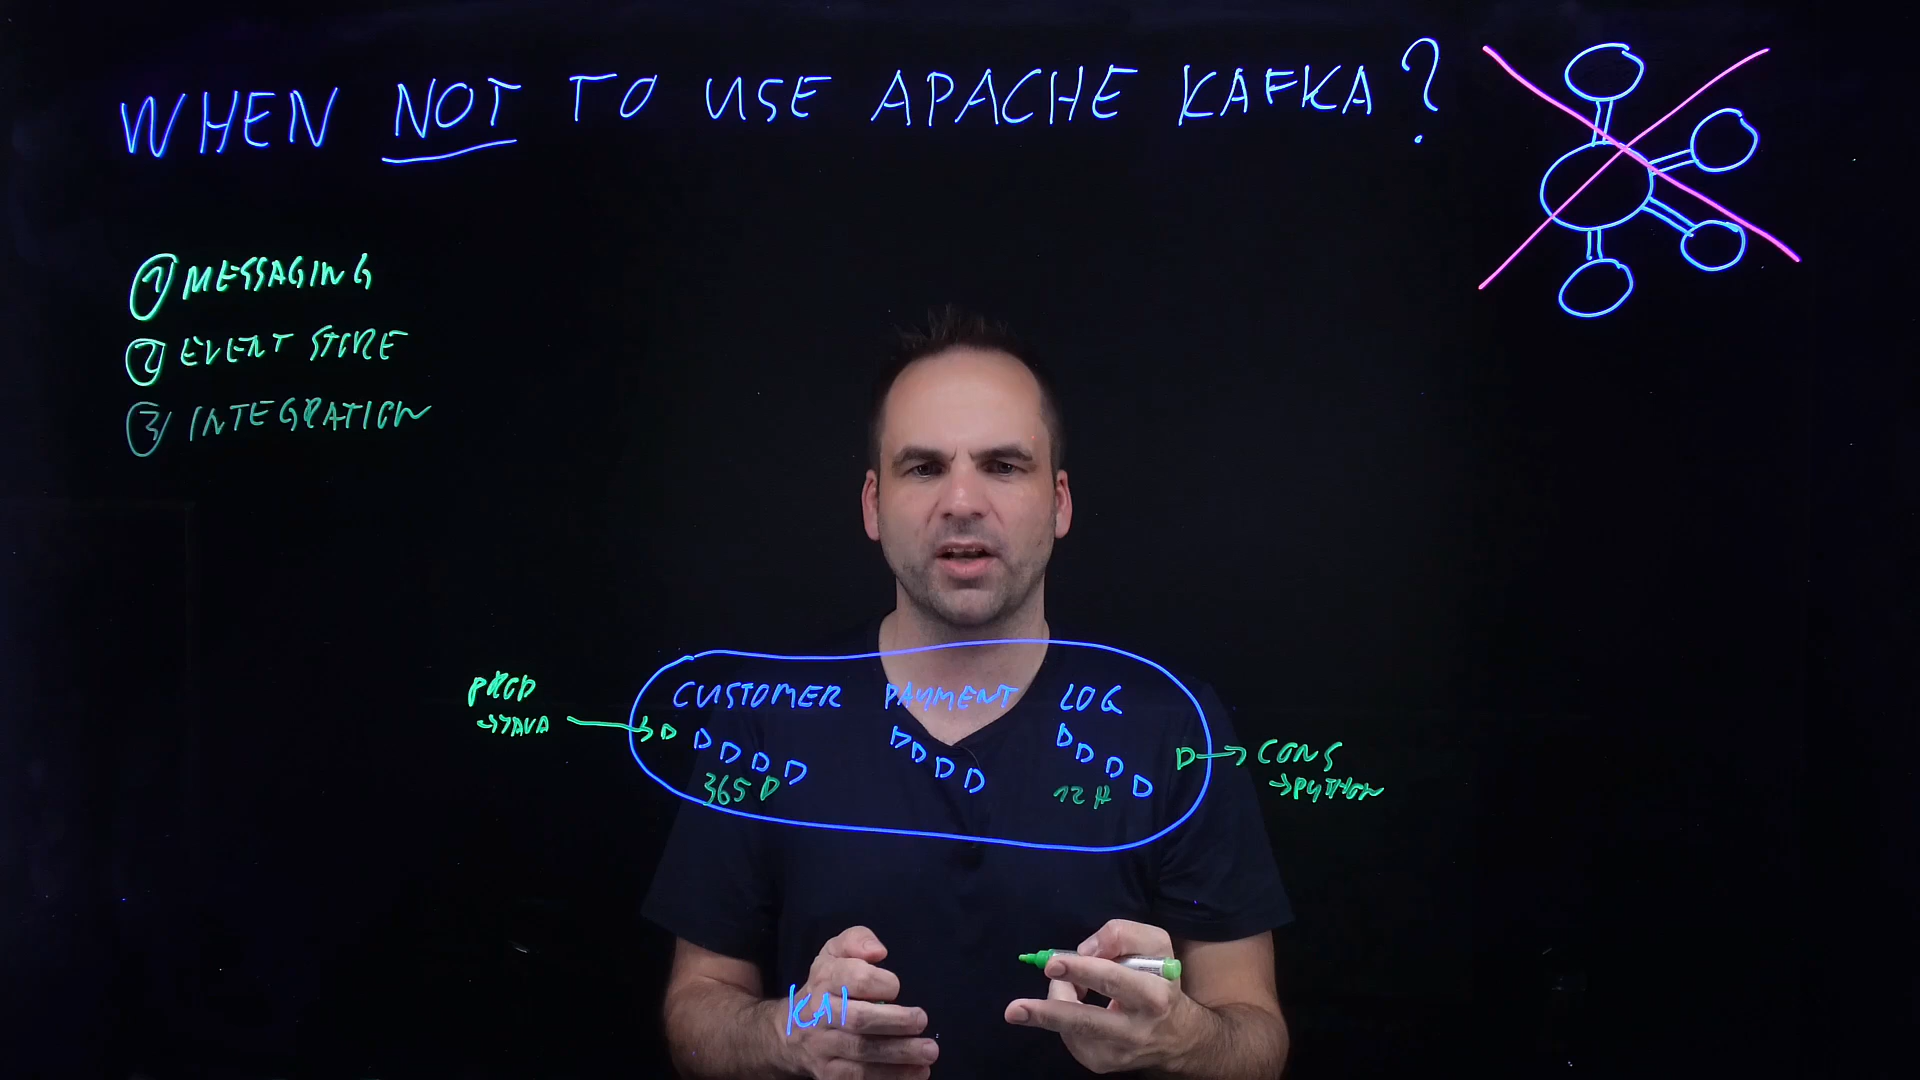 WHEN NOT TO USE APACHE KAFKA?
1 MESSAGING
2 EVENT STORE
3 INTEGRATION
PROD
→JAVA
CUSTOMER PAYMENT LOG
D D D D D
D D D D
D D D D
D
365 D
12 H
CONS
→PYTHON
KAI